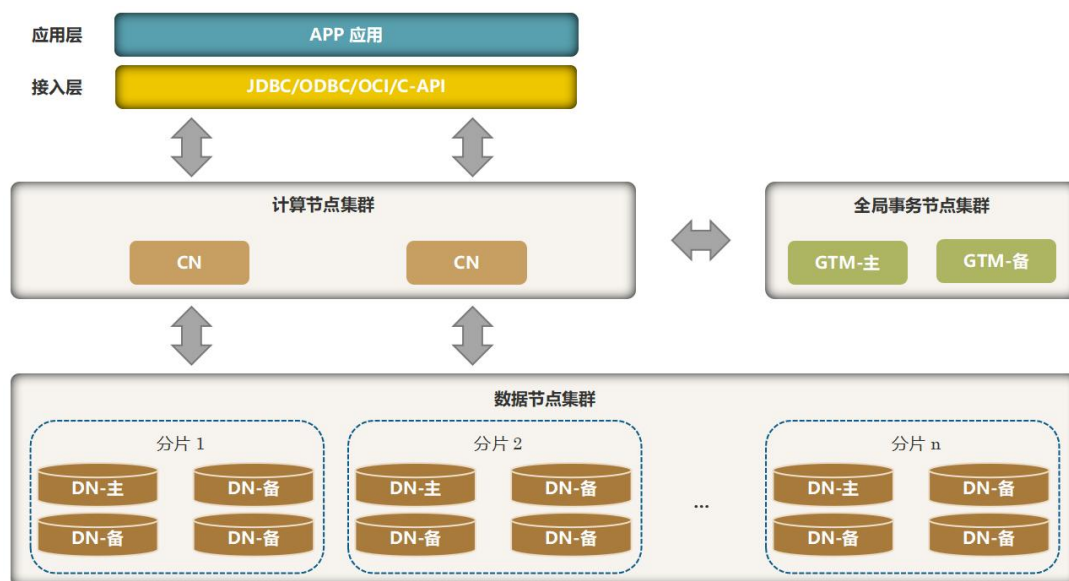 应用层
APP 应用
接入层
JDBC/ODBC/OCI/C-API
计算节点集群
CN
CN
全局事务节点集群
GTM-主
GTM-备
数据节点集群
分片 1
DN-主
DN-备
DN-备
DN-备
分片 2
DN-主
DN-备
DN-备
DN-备
...
分片 n
DN-主
DN-备
DN-备
DN-备